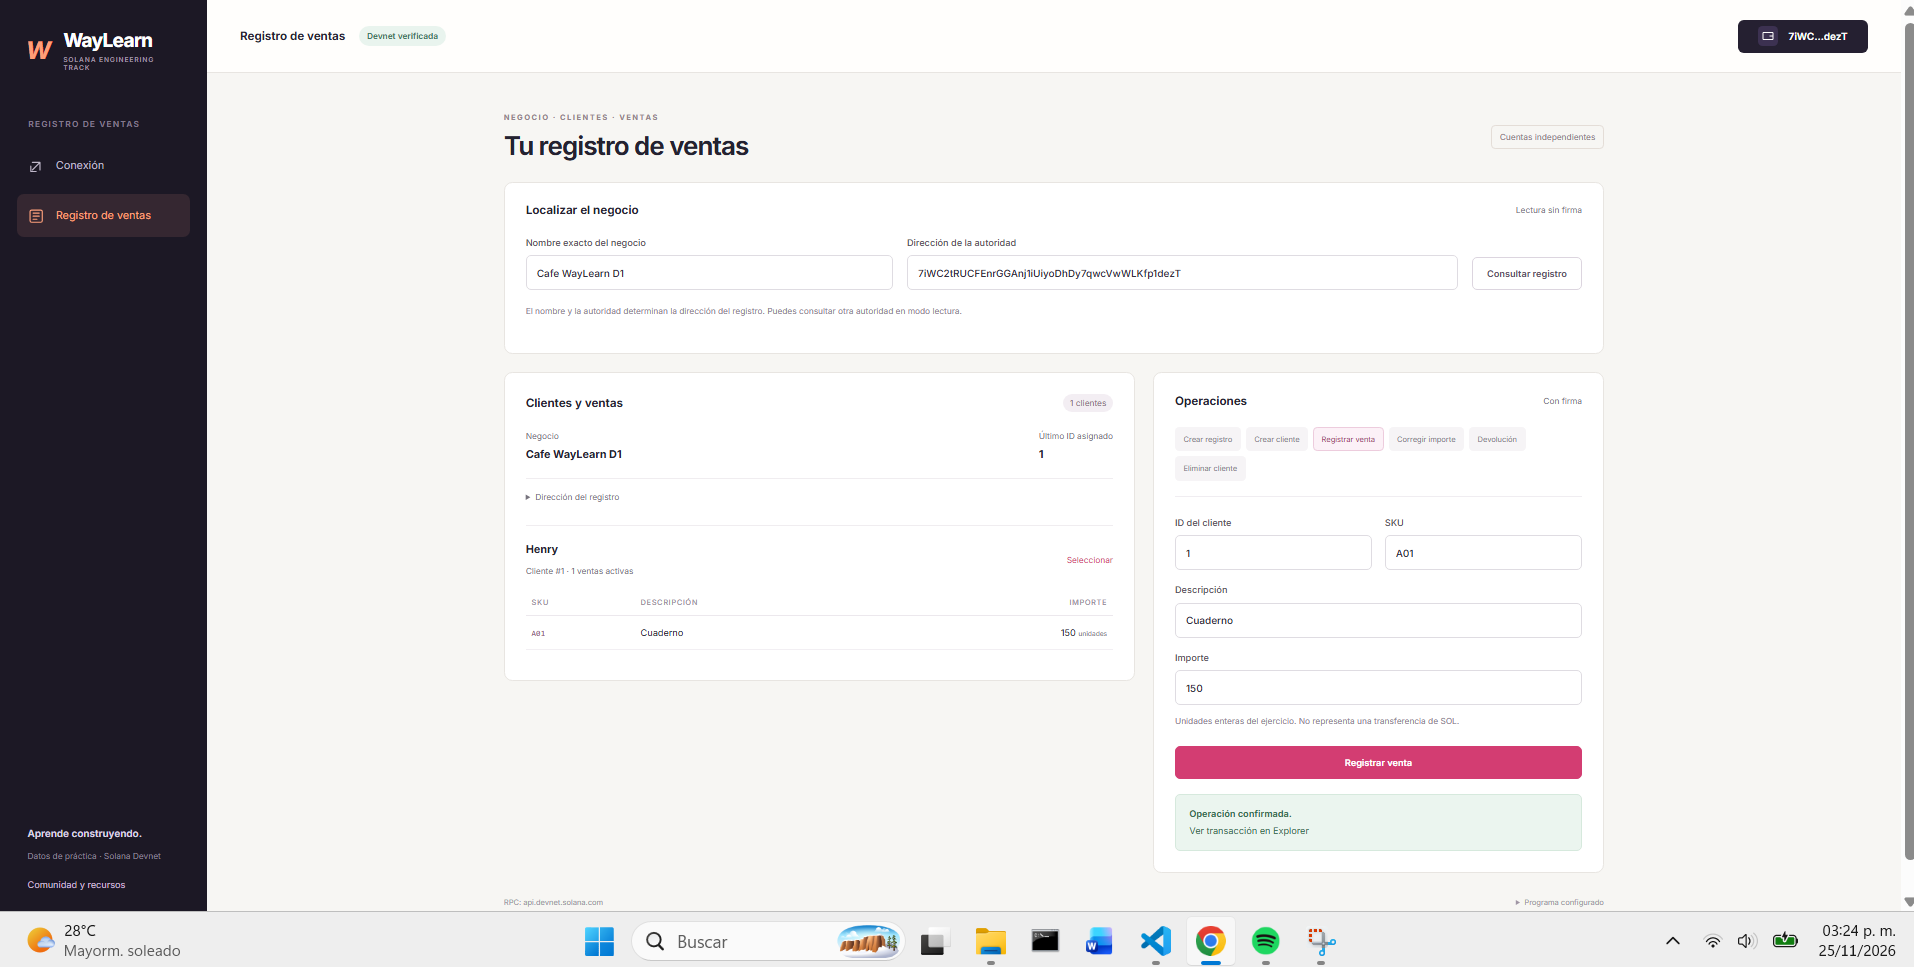 W WayLearn
SOLANA ENGINEERING
TRACK
REGISTRO DE VENTAS
Conexión
Registro de ventas
Aprende construyendo.
Datos de práctica · Solana Devnet
Comunidad y recursos
Registro de ventas
Devnet verificada
7iWC...dezT
NEGOCIO · CLIENTES · VENTAS
Tu registro de ventas
Cuentas independientes
Localizar el negocio
Lectura sin firma
Nombre exacto del negocio
Dirección de la autoridad
Cafe WayLearn D1
7iWC2tRUCFEnrGGAnj1iUiyoDhDy7qwcVwWLKfp1dezT
Consultar registro
El nombre y la autoridad determinan la dirección del registro. Puedes consultar otra autoridad en modo lectura.
Clientes y ventas
1 clientes
Negocio
Último ID asignado
Cafe WayLearn D1
1
Dirección del registro
Henry
Seleccionar
Cliente #1 · 1 ventas activas
SKU DESCRIPCIÓN IMPORTE
A01 Cuaderno 150 unidades
Operaciones
Con firma
Crear registro
Crear cliente
Registrar venta
Corregir importe
Devolución
Eliminar cliente
ID del cliente
SKU
1
A01
Descripción
Cuaderno
Importe
150
Unidades enteras del ejercicio. No representa una transferencia de SOL.
Registrar venta
Operación confirmada.
Ver transacción en Explorer
RPC: api.devnet.solana.com
Programa configurado
28°C
Mayorm. soleado
Buscar
03:24 p. m.
25/11/2026